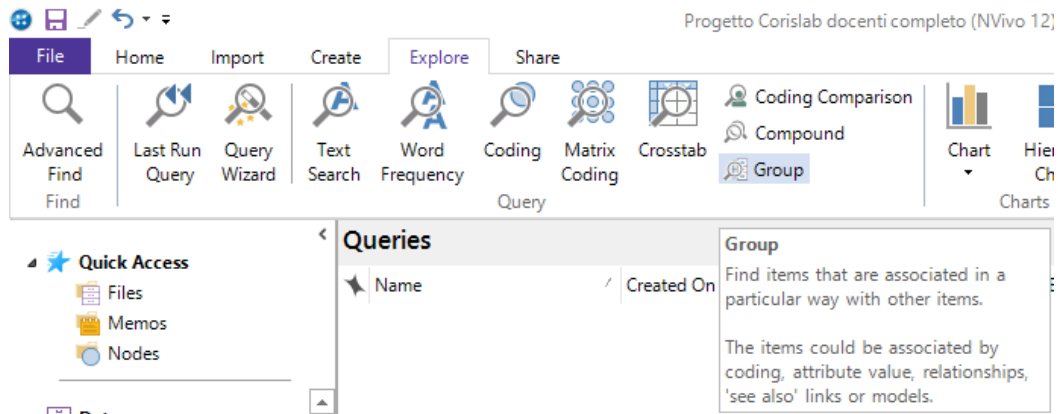 Progetto Corislab docenti completo (NVivo 12)
File Home Import Create Explore Share
Advanced Find
Last Run Query
Query Wizard
Text Search
Word Frequency
Coding
Matrix Coding
Crosstab
Coding Comparison
Compound
Group
Chart
Find
Query
Charts
Quick Access
Files
Memos
Nodes
Queries
Name
Created On
Group
Find items that are associated in a
particular way with other items.
The items could be associated by
coding, attribute value, relationships,
'see also' links or models.